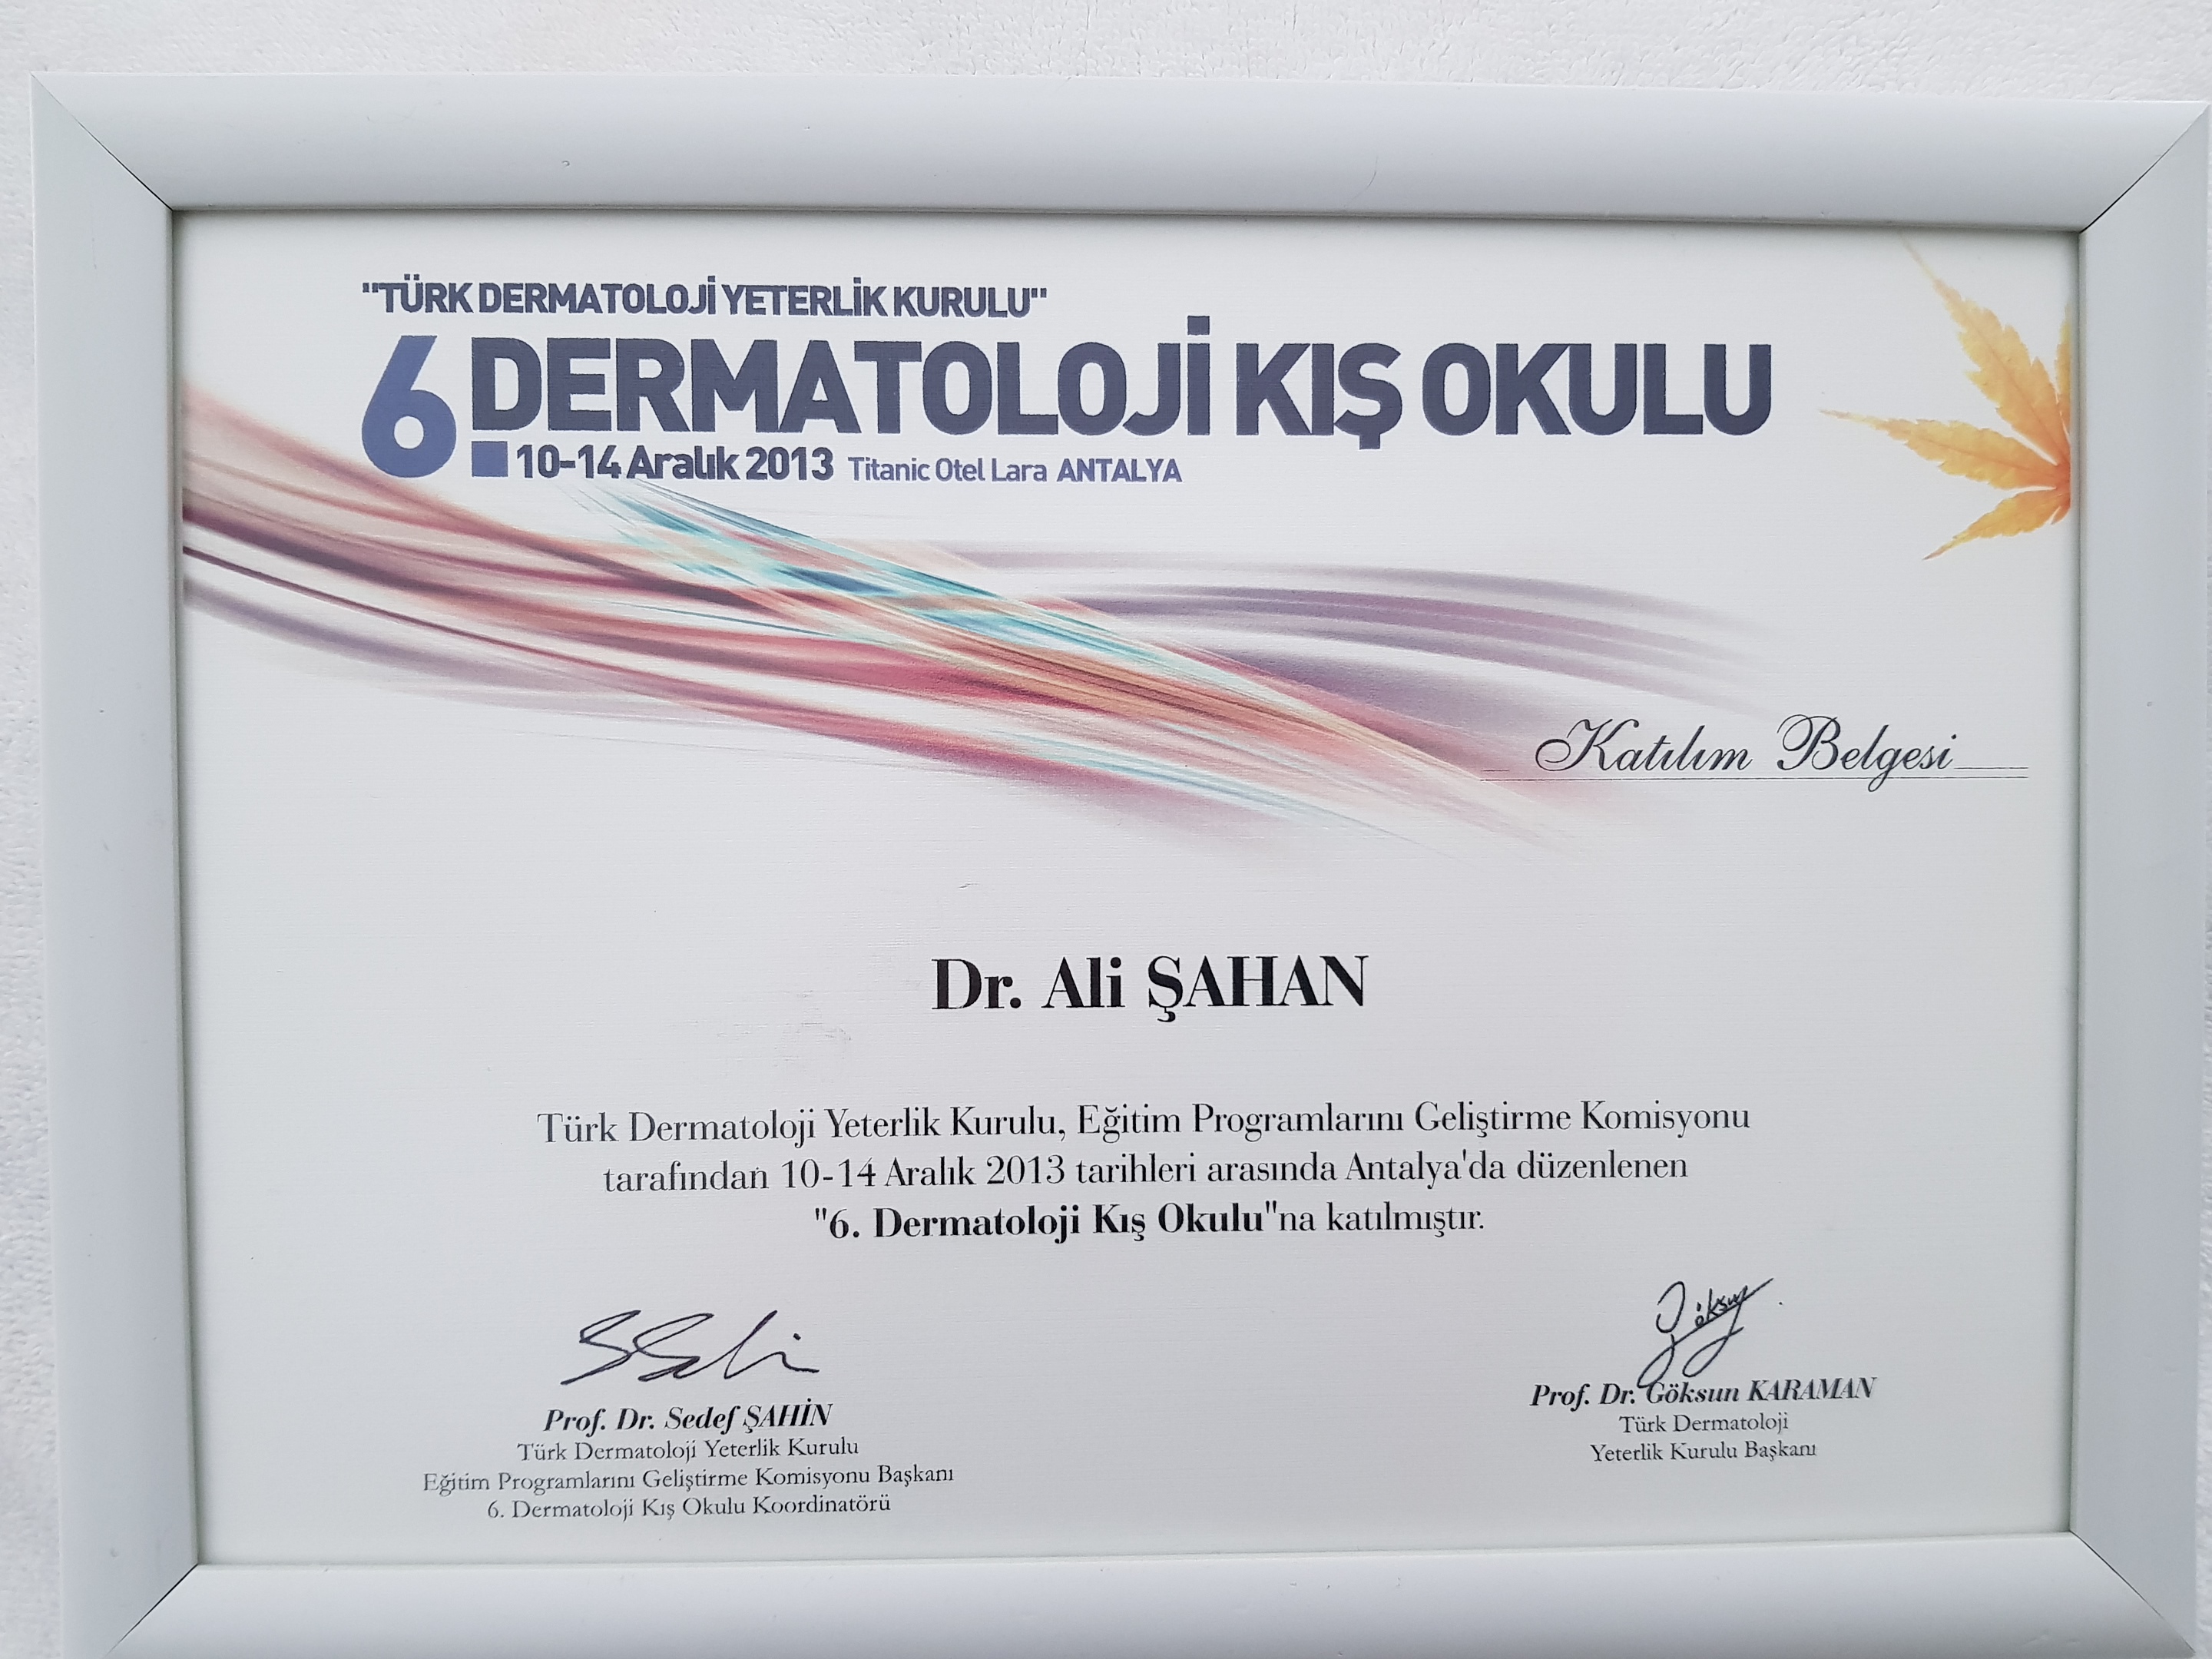 "TÜRK DERMATOLOJİ YETERLİK KURULU"
6. DERMATOLOJİ KIŞ OKULU
10-14 Aralık 2013 Titanic Otel Lara ANTALYA
Katılım Belgesi
Dr. Ali ŞAHAN
Türk Dermatoloji Yeterlik Kurulu, Eğitim Programlarını Geliştirme Komisyonu
tarafından 10-14 Aralık 2013 tarihleri arasında Antalya'da düzenlenen
"6. Dermatoloji Kış Okulu"na katılmıştır.
Prof. Dr. Sedef ŞAHİN
Türk Dermatoloji Yeterlik Kurulu
Eğitim Programlarını Geliştirme Komisyonu Başkanı
6. Dermatoloji Kış Okulu Koordinatörü
Göksun
Prof. Dr. Göksun KARAMAN
Türk Dermatoloji
Yeterlik Kurulu Başkanı